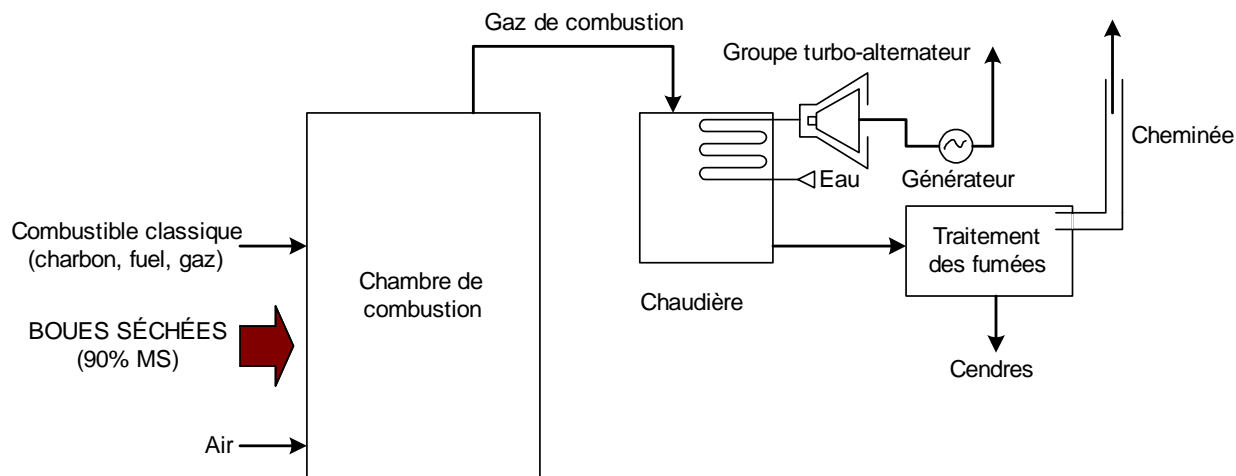 Gaz de combustion
Groupe turbo-alternateur
Cheminée
Eau
Générateur
Combustible classique
(charbon, fuel, gaz)
Chambre de
combustion
Traitement
des fumées
Chaudière
BOUES SÉCHÉES
(90% MS)
Cendres
Air